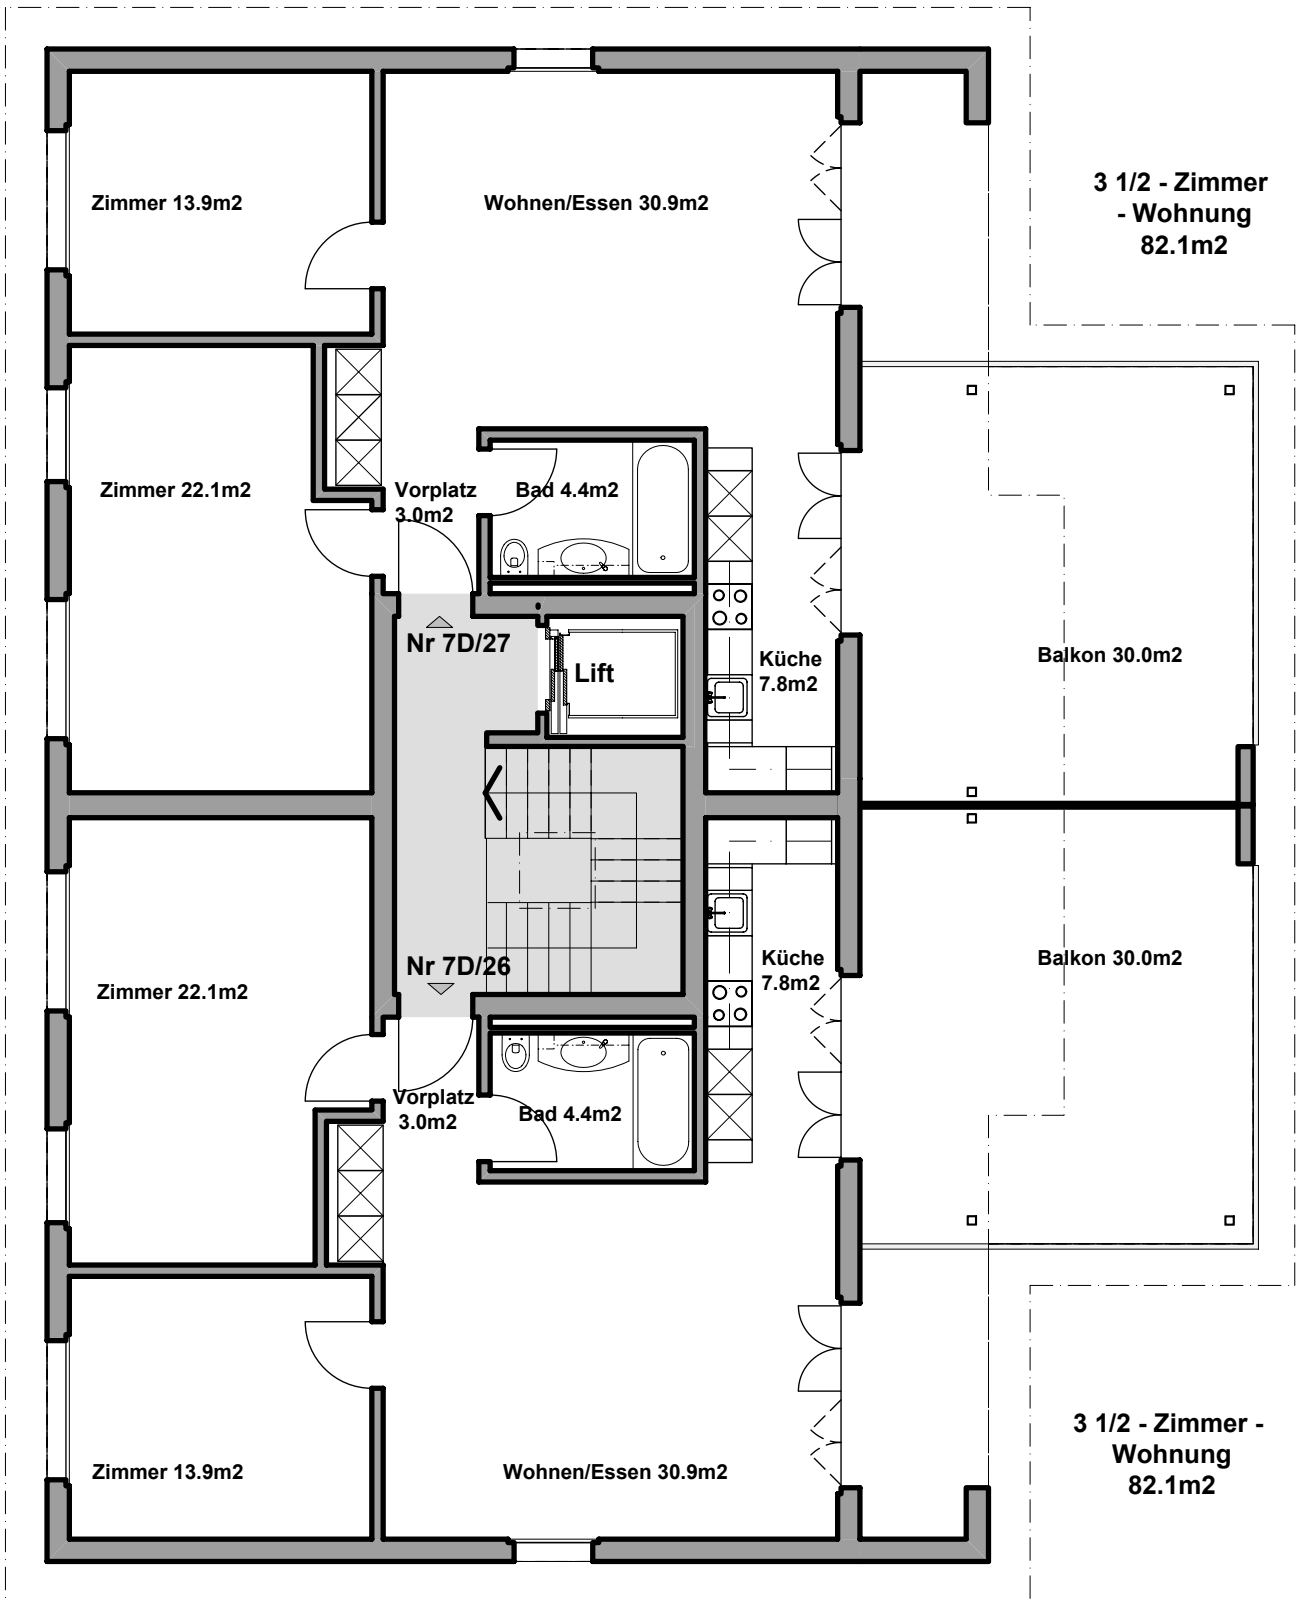 3 1/2 - Zimmer
- Wohnung
82.1m2
Zimmer 13.9m2
Wohnen/Essen 30.9m2
Zimmer 22.1m2
Vorplatz
3.0m2
Bad 4.4m2
Nr 7D/27
Lift
Küche
7.8m2
Balkon 30.0m2
Nr 7D/26
Küche
7.8m2
Balkon 30.0m2
Zimmer 22.1m2
Vorplatz
3.0m2
Bad 4.4m2
Zimmer 13.9m2
Wohnen/Essen 30.9m2
3 1/2 - Zimmer -
Wohnung
82.1m2